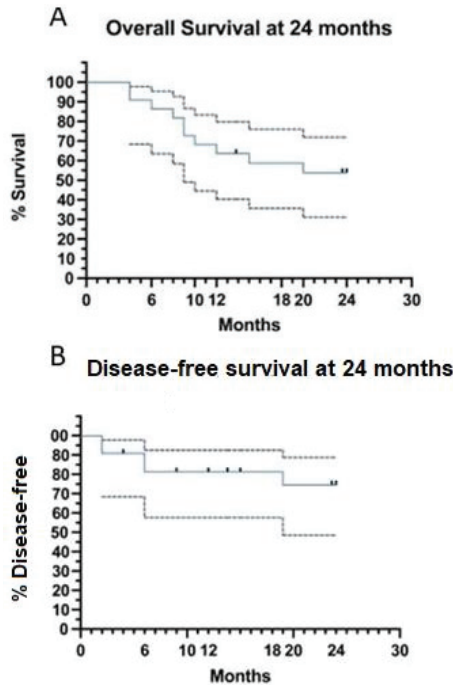 A
Overall Survival at 24 months
% Survival
100
90
80
70
60
50
40
30
20
10
0
0 6 10 12 18 20 24 30
Months
B
Disease-free survival at 24 months
% Disease-free
00
80
80
70
60
50
40
30
20
10
0
0 6 10 12 18 20 24 30
Months